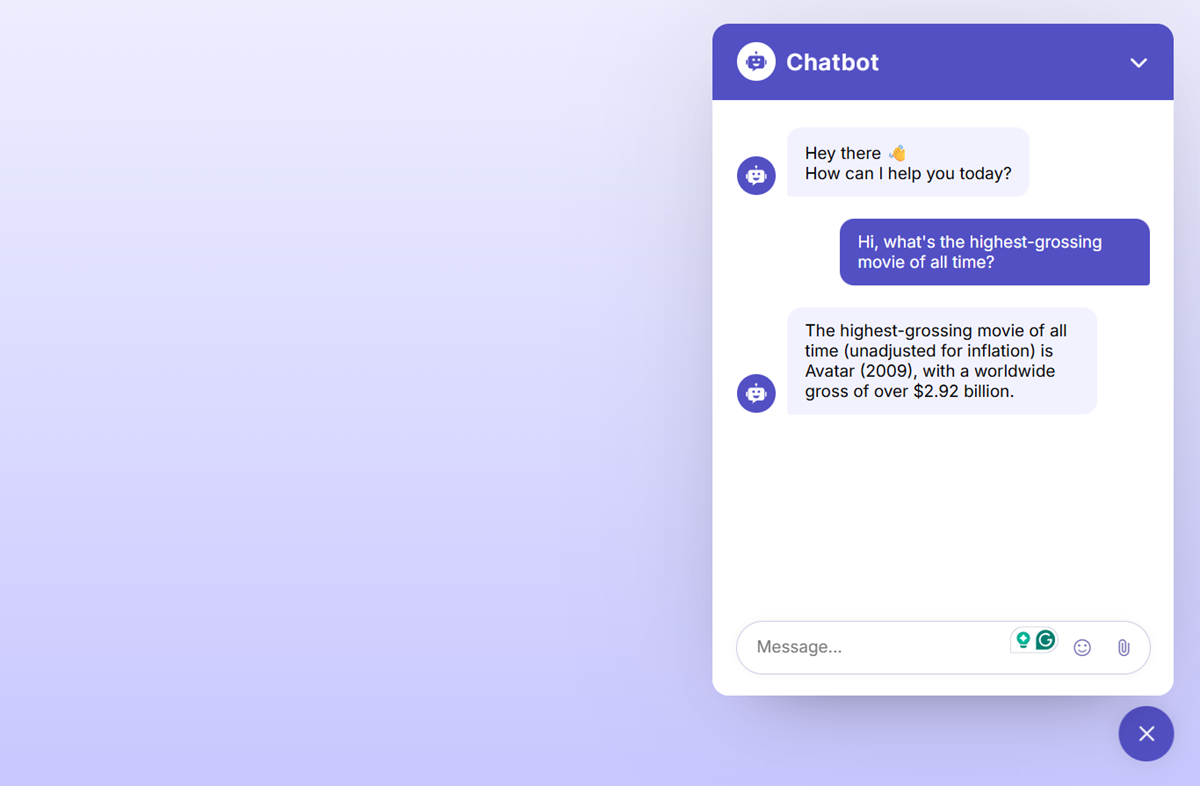 Chatbot
Hey there 👋
How can I help you today?
Hi, what's the highest-grossing
movie of all time?
The highest-grossing movie of all
time (unadjusted for inflation) is
Avatar (2009), with a worldwide
gross of over $2.92 billion.
Message...